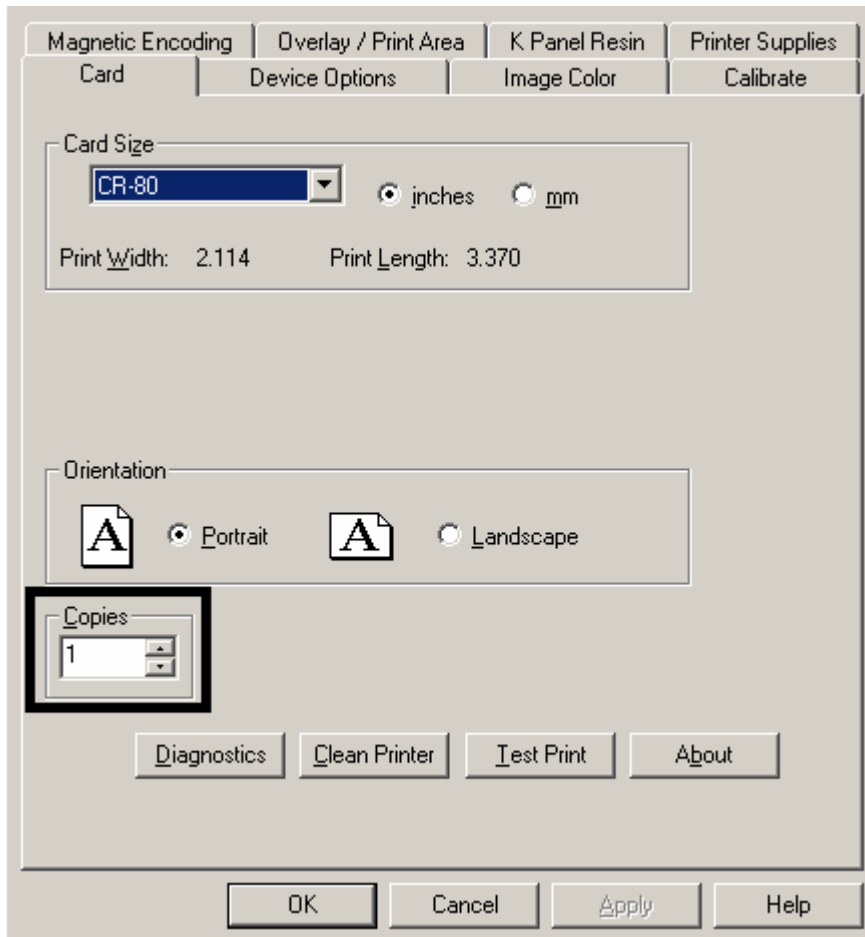 Magnetic Encoding Overlay / Print Area K Panel Resin Printer Supplies
Card Device Options Image Color Calibrate
Card Size
CR-80 inches mm
Print Width: 2.114 Print Length: 3.370
Orientation
A Portrait A Landscape
Copies
1
Diagnostics Clean Printer Test Print About
OK Cancel Apply Help